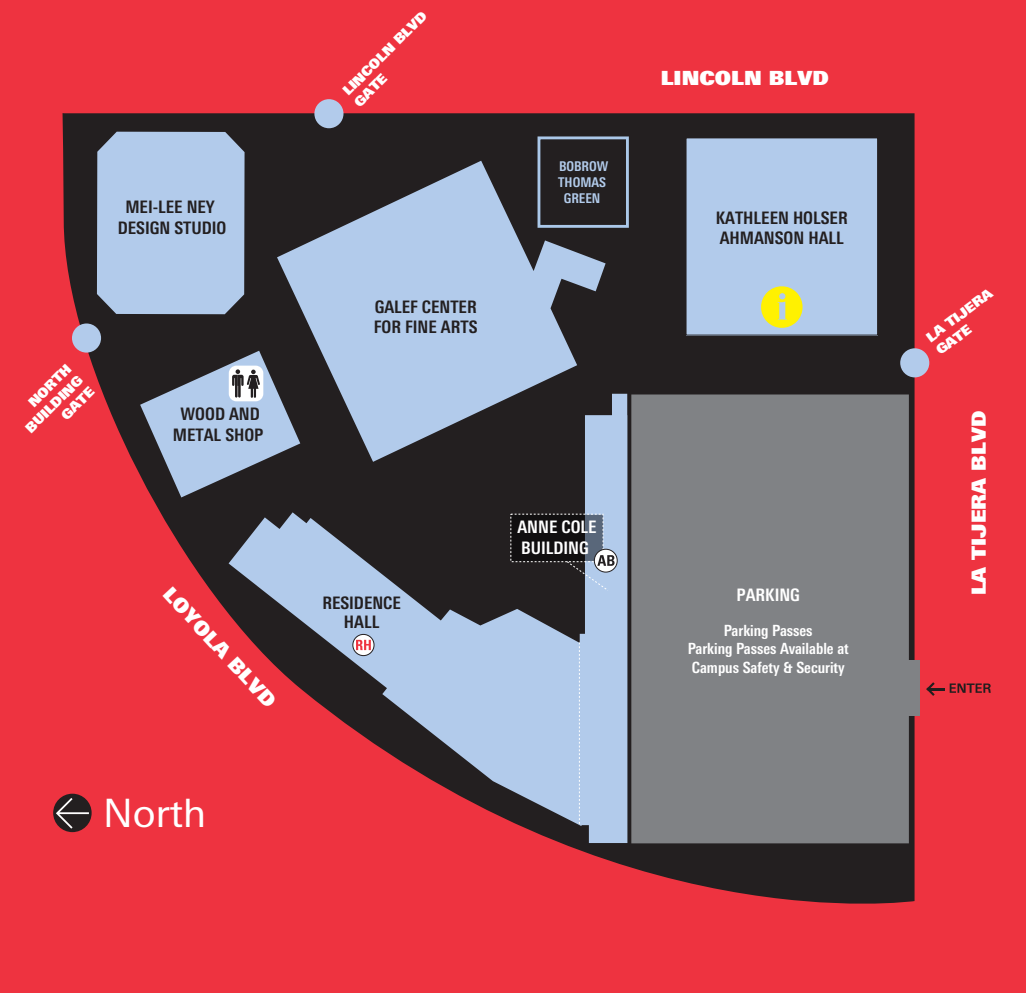 LINCOLN BLVD
GATE
LINCOLN BLVD
MEI-LEE NEY
DESIGN STUDIO
BOBROW
THOMAS
GREEN
KATHLEEN HOLSER
AHMANSON HALL
i
GALEF CENTER
FOR FINE ARTS
LA TIJERA
GATE
NORTH
BUILDING
GATE
WOOD AND
METAL SHOP
LA TIJERA BLVD
ANNE COLE
BUILDING
AB
RESIDENCE
HALL
RH
LOYOLA BLVD
PARKING
Parking Passes
Parking Passes Available at
Campus Safety & Security
ENTER
North